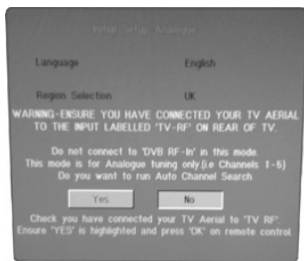 Initial Setup Analogue
Language English
Region Selection UK
WARNING-ENSURE YOU HAVE CONNECTED YOUR TV AERIAL
TO THE INPUT LABELLED 'TV-RF' ON REAR OF TV.
Do not connect to 'DVB RF-In' in this mode.
This mode is for Analogue tuning only(i.e Channels 1-5)
Do you want to run Auto Channel Search
Yes No
Check you have connected your TV Aerial to "TV RF".
Ensure "YES" is highlighted and press "OK" on remote control